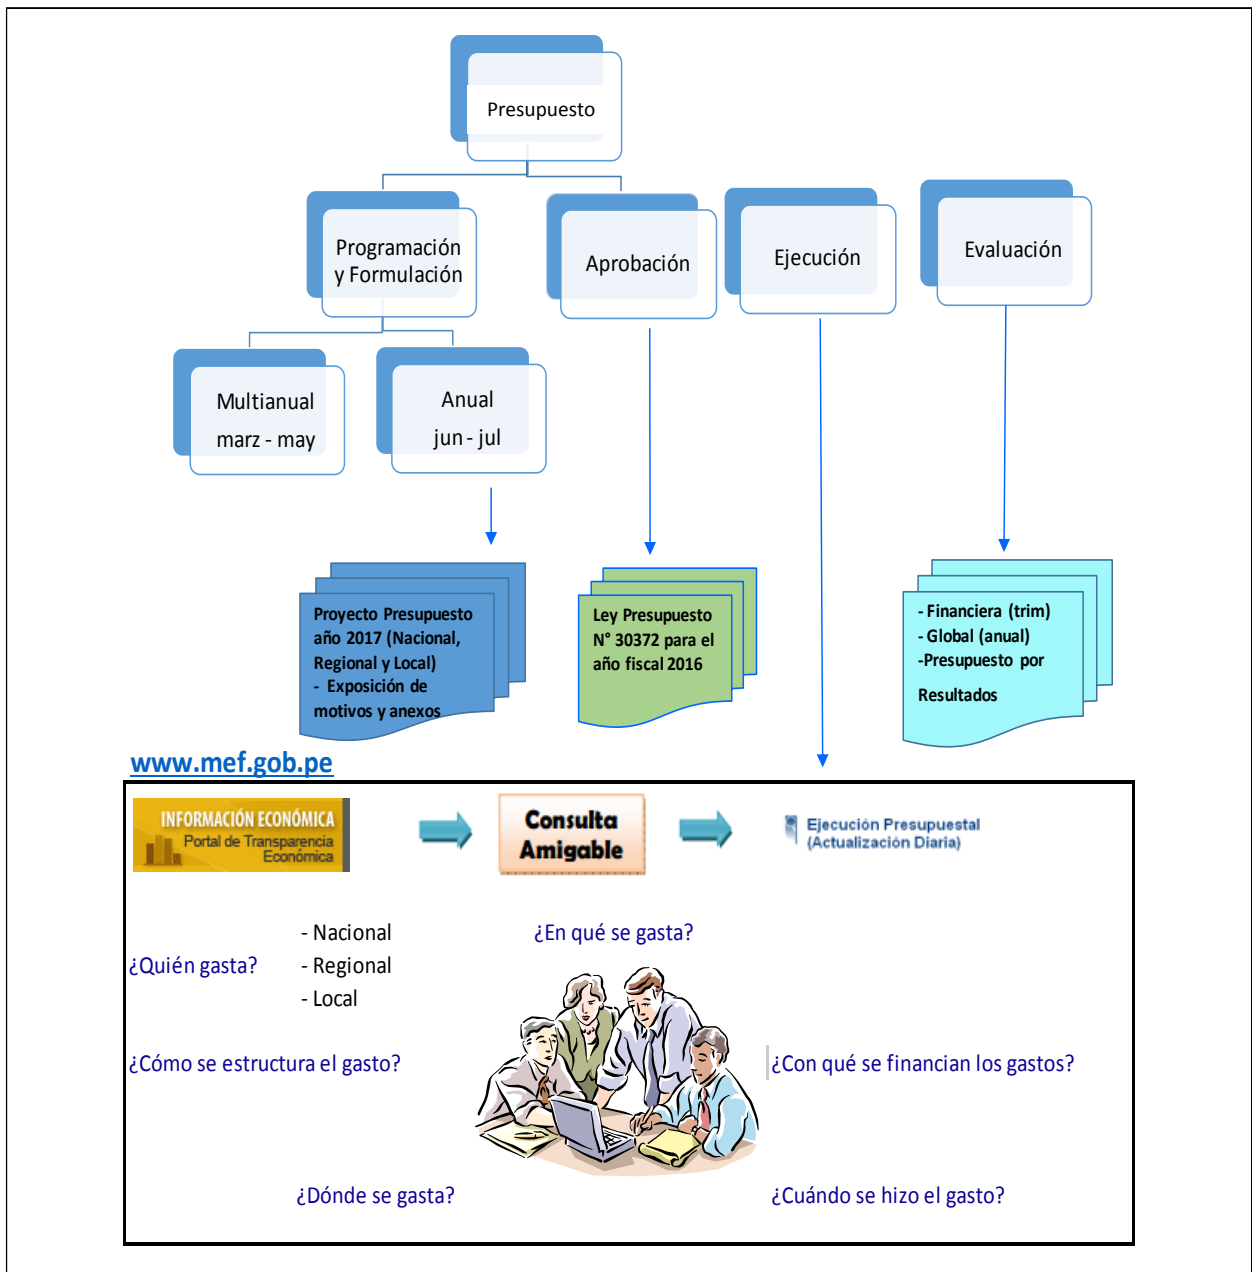 Presupuesto
Programación
y Formulación
Aprobación
Ejecución
Evaluación
Multianual
marz - may
Anual
jun - jul
Proyecto Presupuesto
año 2017 (Nacional,
Regional y Local)
- Exposición de
motivos y anexos
Ley Presupuesto
N° 30372 para el
año fiscal 2016
- Financiera (trim)
- Global (anual)
-Presupuesto por
Resultados
www.mef.gob.pe
INFORMACIÓN ECONÓMICA
Portal de Transparencia
Económica
Consulta
Amigable
Ejecución Presupuestal
(Actualización Diaria)
¿Quién gasta?
- Nacional
- Regional
- Local
¿En qué se gasta?
¿Cómo se estructura el gasto?
¿Con qué se financian los gastos?
¿Dónde se gasta?
¿Cuándo se hizo el gasto?